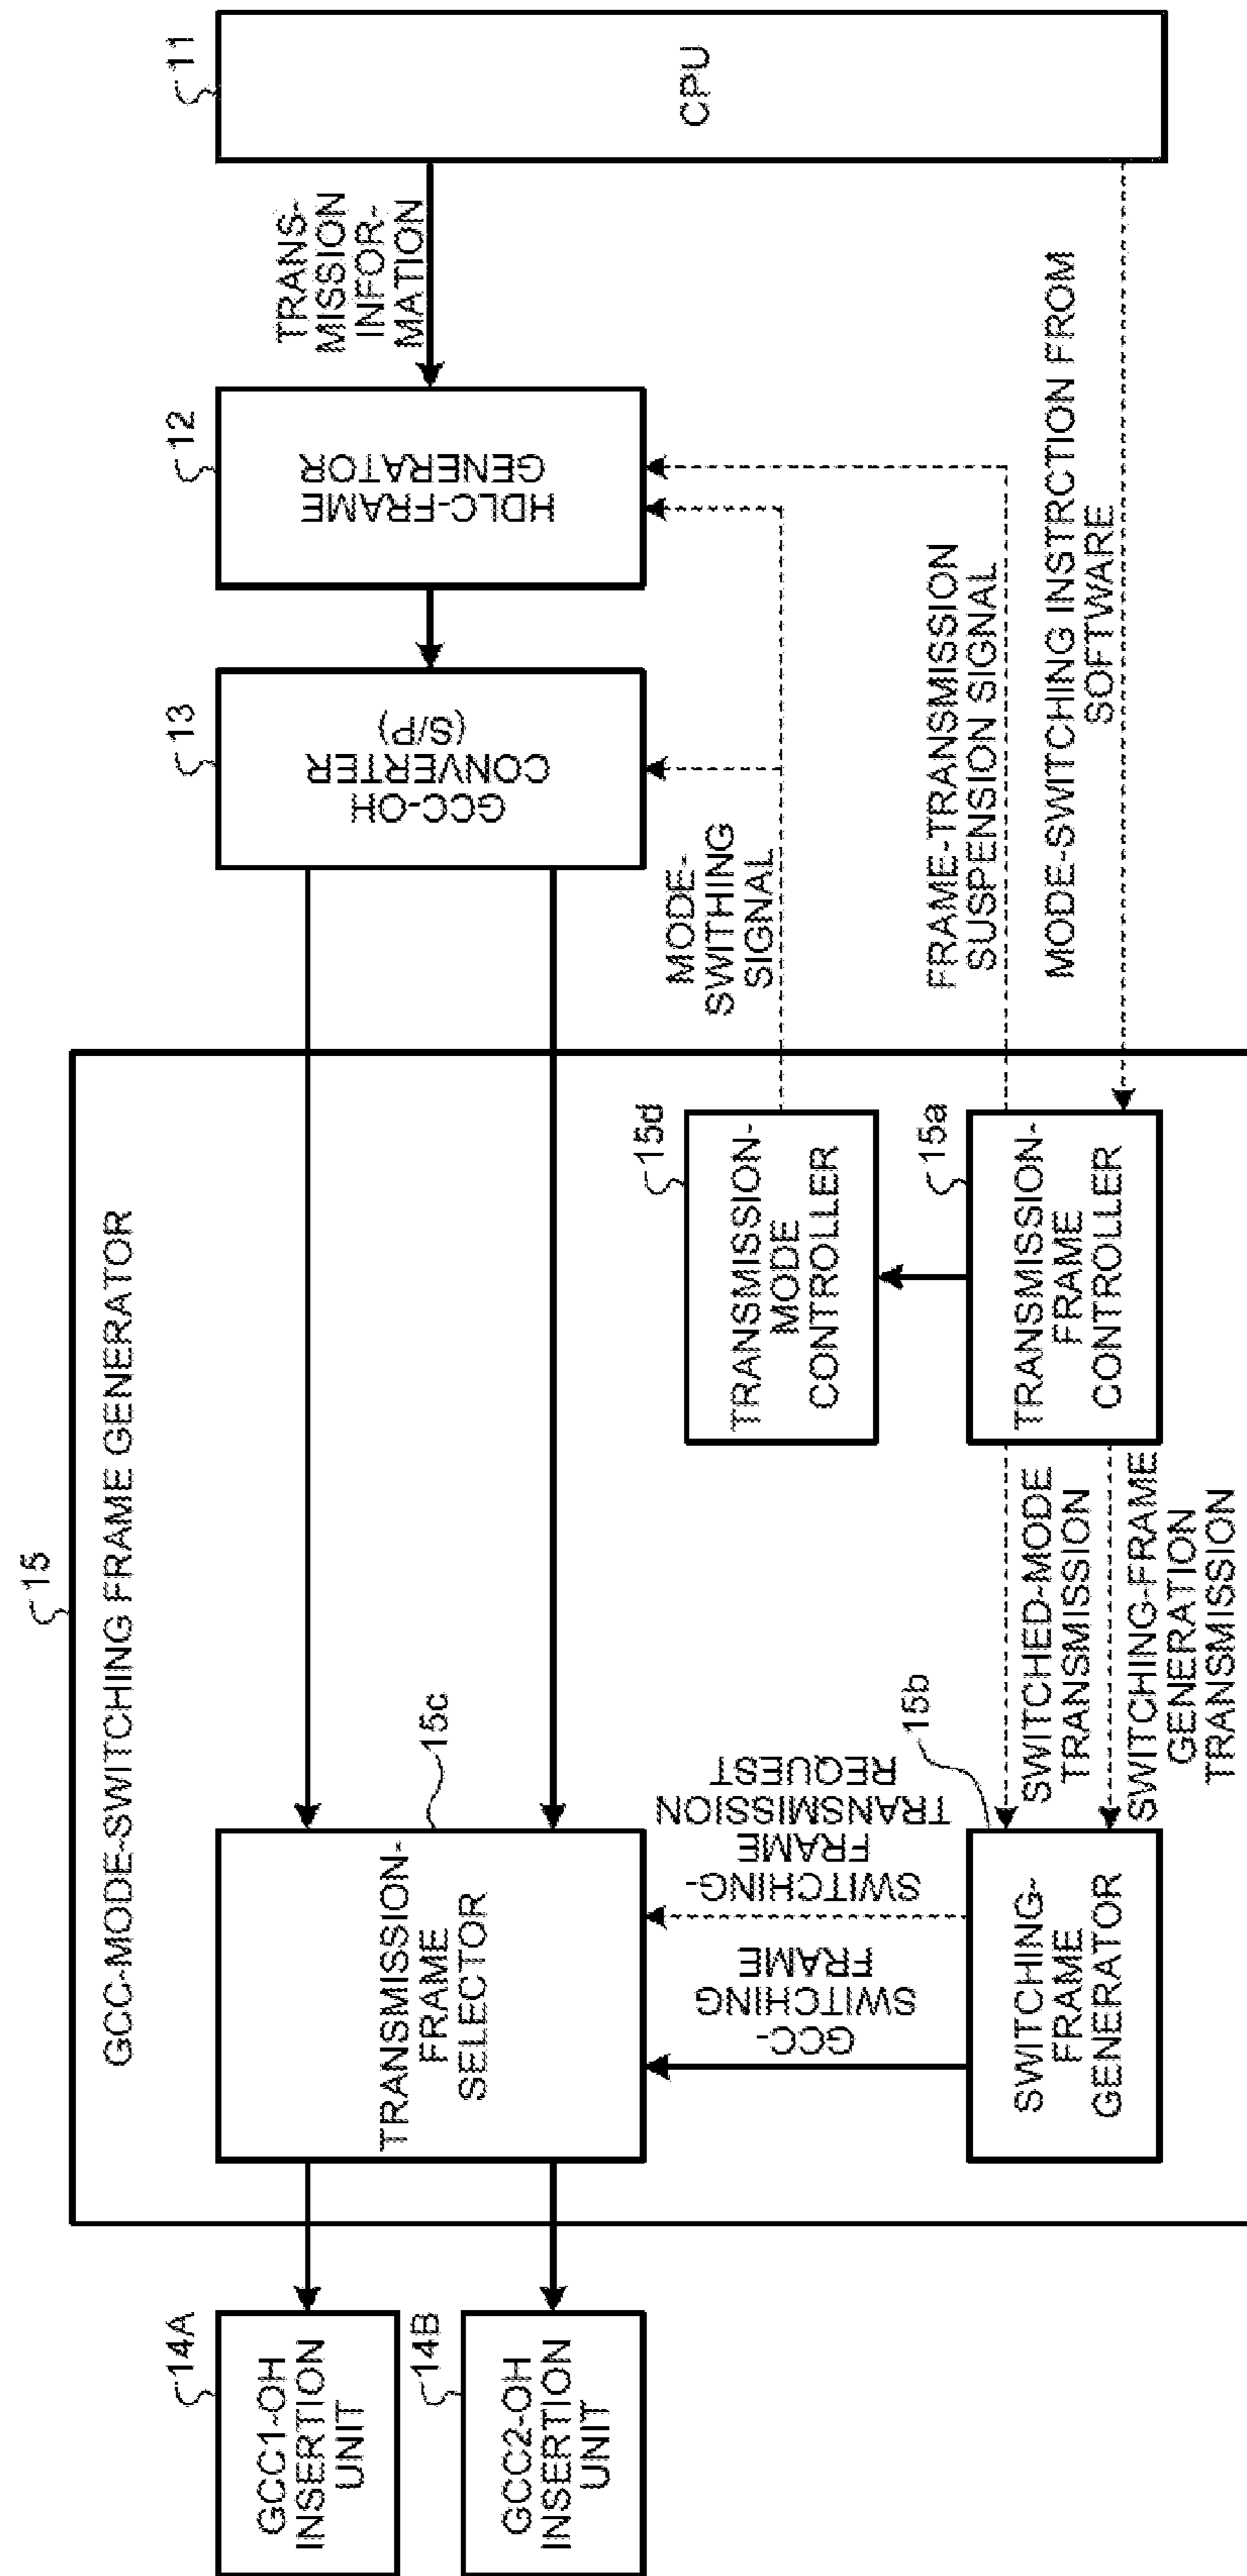 15
GCC-MODE-SWITCHING FRAME GENERATOR
14A
GCC1-OH
INSERTION
UNIT
14B
GCC2-OH
INSERTION
UNIT
TRANSMISSION-
FRAME
SELECTOR
15c
GCC-
SWITCHING
FRAME
SWITCHING-
FRAME
TRANSMISSION
REQUEST
15b
SWITCHING-
FRAME
GENERATOR
SWITCHED-MODE
TRANSMISSION
SWITCHING-FRAME
GENERATION
TRANSMISSION
15d
TRANSMISSION-
MODE
CONTROLLER
15a
TRANSMISSION-
FRAME
CONTROLLER
13
GCC-OH
CONVERTER
(S/P)
12
HDLC-FRAME
GENERATOR
MODE-
SWITHING
SIGNAL
FRAME-TRANSMISSION
SUSPENSION SIGNAL
MODE-SWITCHING INSTRCTION FROM
SOFTWARE
TRANS-
MISSION
INFOR-
MATION
11
CPU